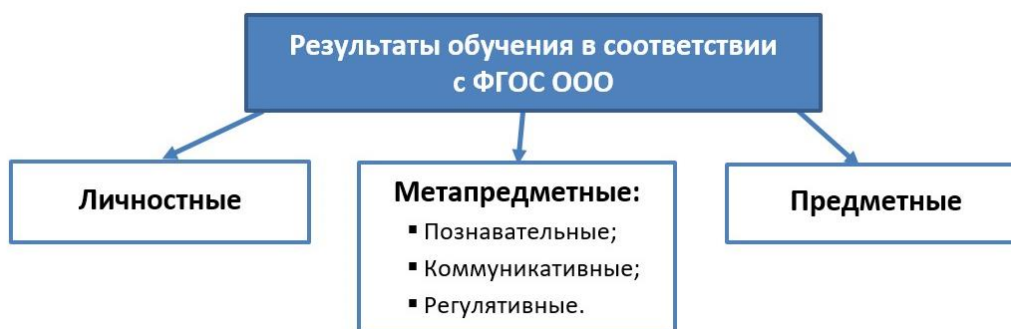 Результаты обучения в соответствии
с ФГОС ООО
Личностные
Метапредметные:
▪ Познавательные;
▪ Коммуникативные;
▪ Регулятивные.
Предметные